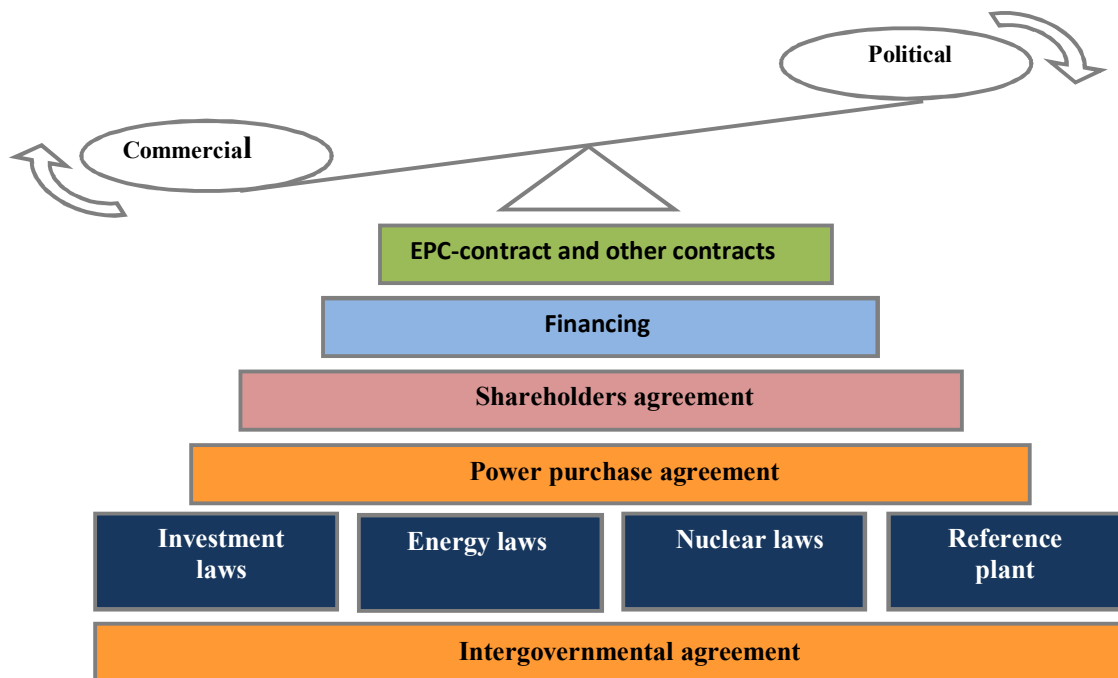 Political
Commercial
EPC-contract and other contracts
Financing
Shareholders agreement
Power purchase agreement
Investment
laws
Energy laws
Nuclear laws
Reference
plant
Intergovernmental agreement